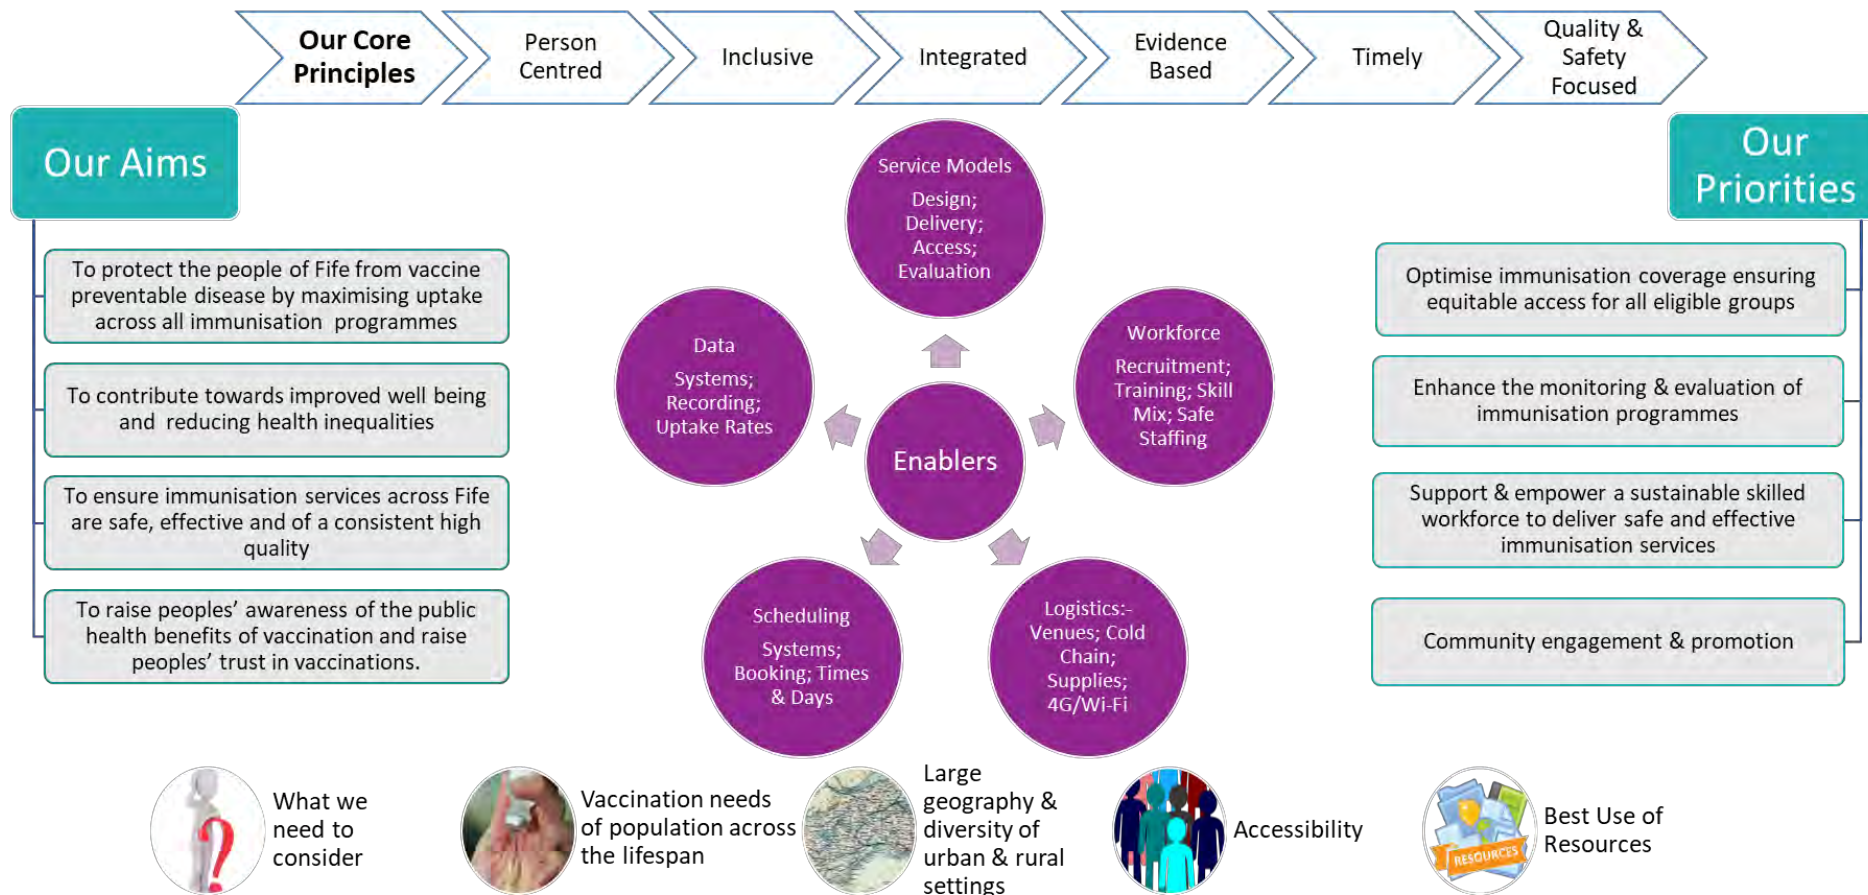 Our Core
Principles
Person
Centred
Inclusive
Integrated
Evidence
Based
Timely
Quality &
Safety
Focused
Our Aims
To protect the people of Fife from vaccine
preventable disease by maximising uptake
across all immunisation programmes
To contribute towards improved well being
and reducing health inequalities
To ensure immunisation services across Fife
are safe, effective and of a consistent high
quality
To raise peoples’ awareness of the public
health benefits of vaccination and raise
peoples’ trust in vaccinations.
Service Models
Design;
Delivery;
Access;
Evaluation
Data
Systems;
Recording;
Uptake Rates
Workforce
Recruitment;
Training; Skill
Mix; Safe
Staffing
Enablers
Scheduling
Systems;
Booking; Times
& Days
Logistics:-
Venues; Cold
Chain;
Supplies;
4G/Wi-Fi
Our
Priorities
Optimise immunisation coverage ensuring
equitable access for all eligible groups
Enhance the monitoring & evaluation of
immunisation programmes
Support & empower a sustainable skilled
workforce to deliver safe and effective
immunisation services
Community engagement & promotion
?
What we
need to
consider
Vaccination needs
of population across
the lifespan
Large
geography &
diversity of
urban & rural
settings
Accessibility
RESOURCES
Best Use of
Resources